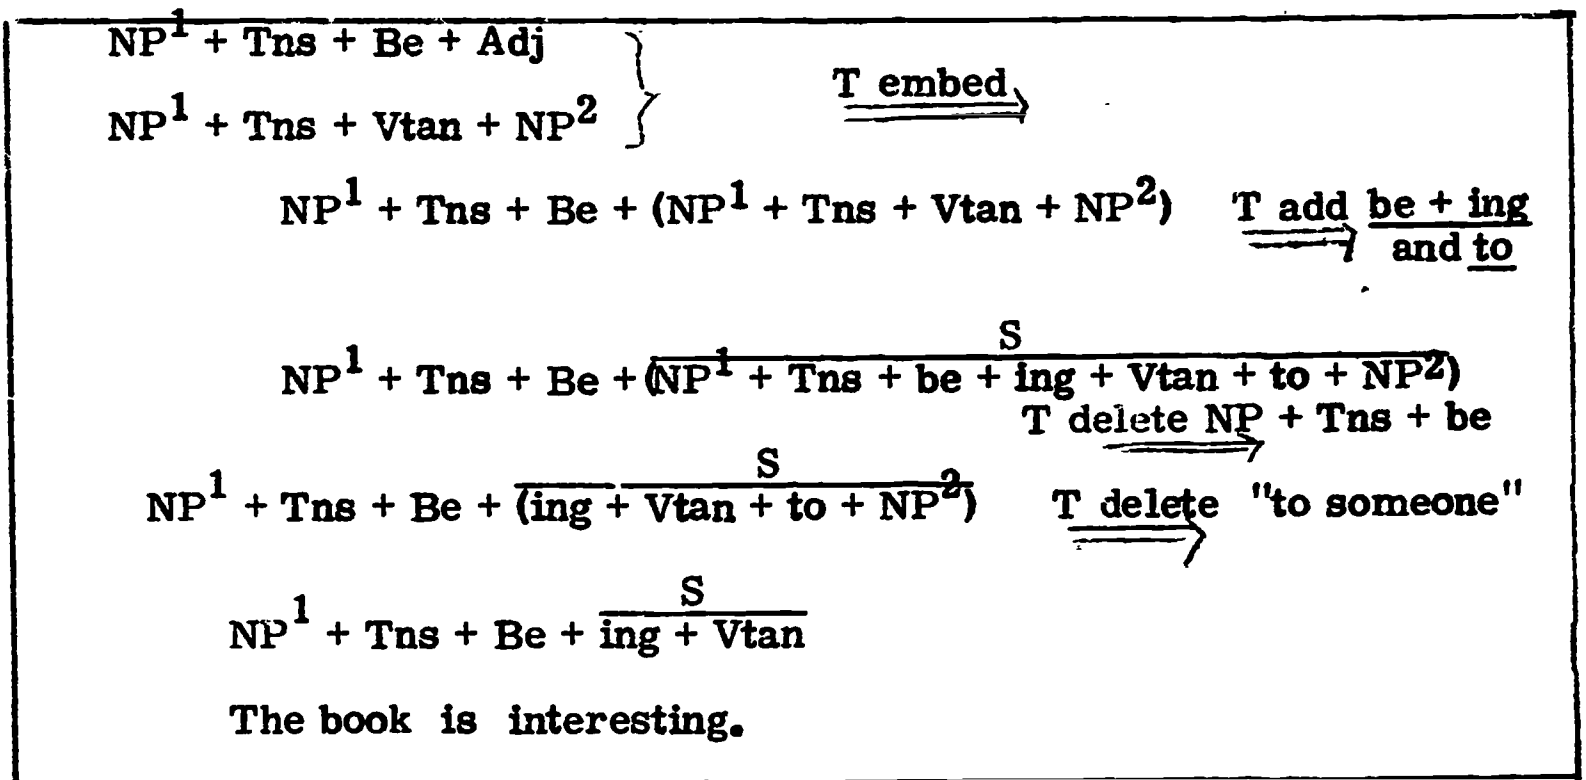 NP¹ + Tns + Be + Adj
T embed
NP¹ + Tns + Vtan + NP²
NP¹ + Tns + Be + (NP¹ + Tns + Vtan + NP²) T add be + ing
and to
S
NP¹ + Tns + Be + (NP¹ + Tns + be + ing + Vtan + to + NP²)
T delete NP + Tns + be
S
NP¹ + Tns + Be + (ing + Vtan + to + NP²) T delete "to someone"
S
NP¹ + Tns + Be + ing + Vtan
The book is interesting.